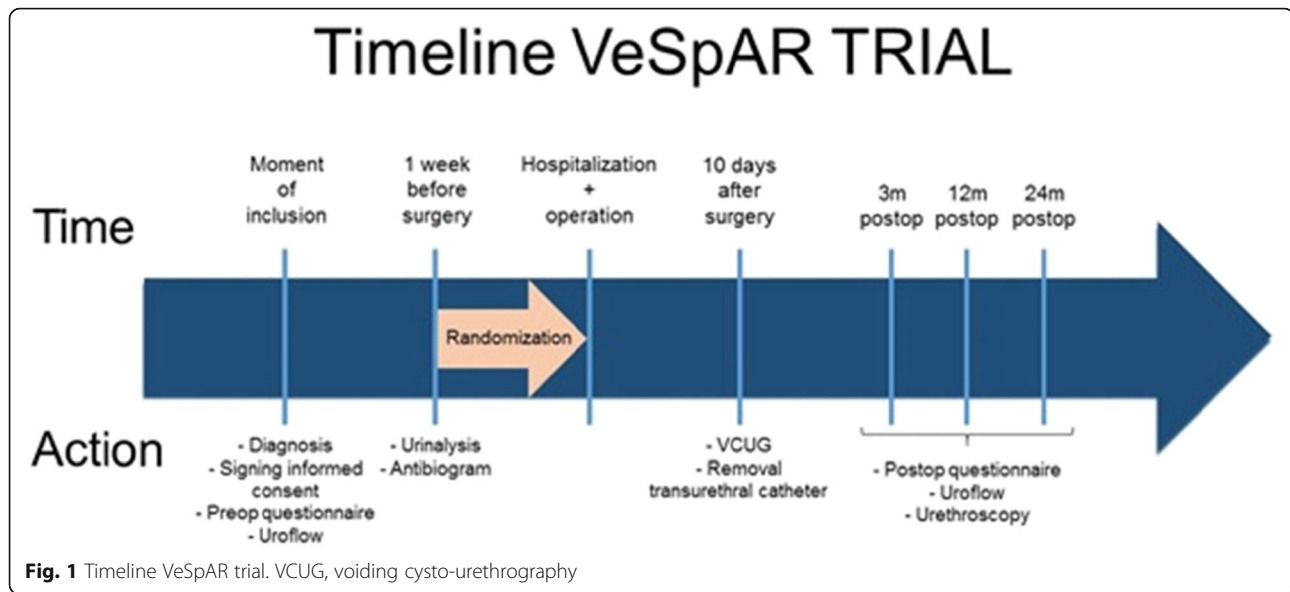 Timeline VeSpAR TRIAL
Time
Moment
of
inclusion
1 week
before
surgery
Hospitalization
+
operation
10 days
after
surgery
3m
postop
12m
postop
24m
postop
Randomization
Action
- Diagnosis
- Signing informed
consent
- Preop questionnaire
- Uroflow
- Urinalysis
- Antibiogram
- VCUG
- Removal
transurethral catheter
- Postop questionnaire
- Uroflow
- Urethroscopy
Fig. 1 Timeline VeSpAR trial. VCUG, voiding cysto-urethrography